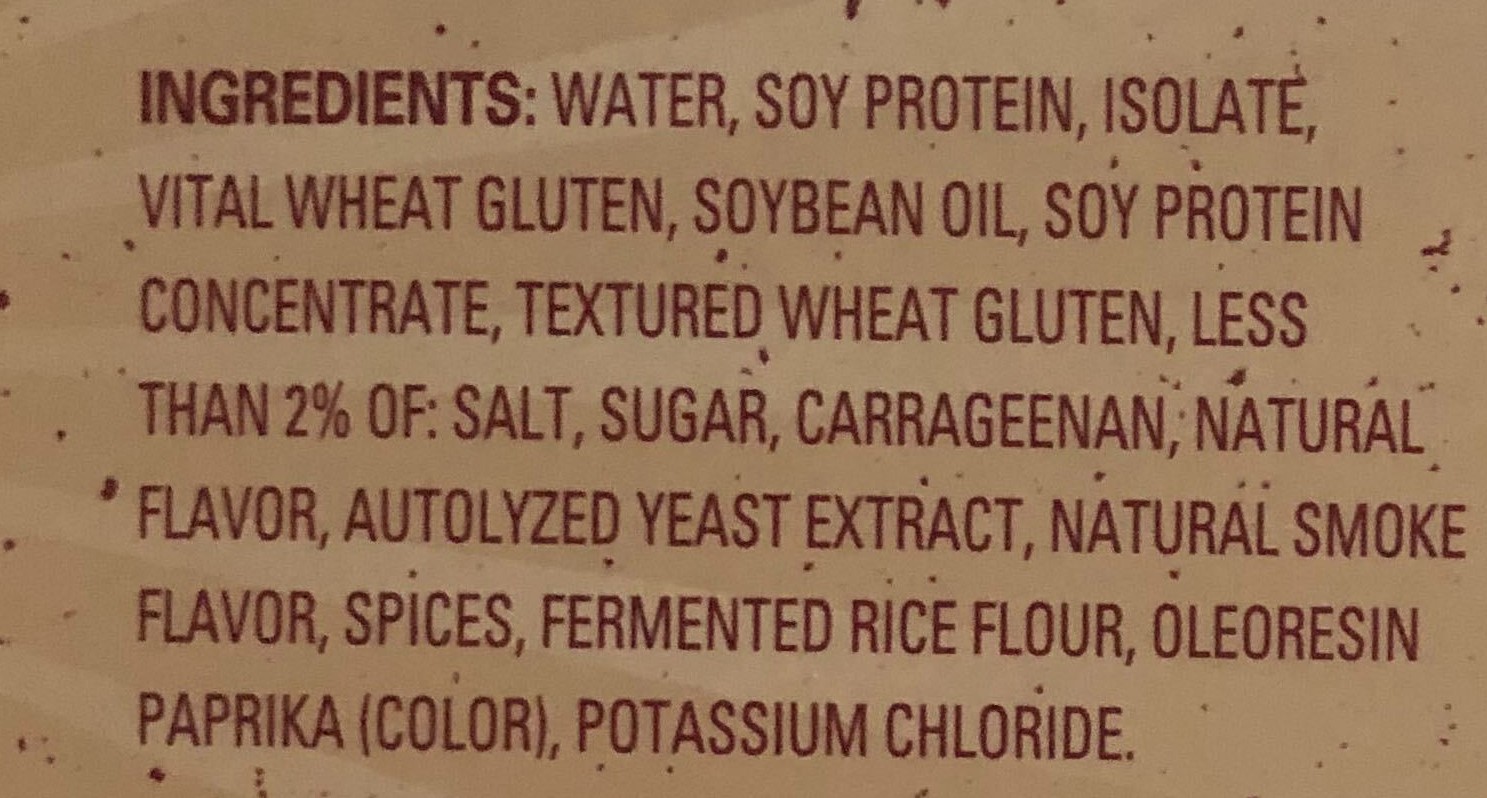 INGREDIENTS: WATER, SOY PROTEIN, ISOLATE,
VITAL WHEAT GLUTEN, SOYBEAN OIL, SOY PROTEIN
CONCENTRATE, TEXTURED WHEAT GLUTEN, LESS
THAN 2% OF: SALT, SUGAR, CARRAGEENAN, NATURAL
FLAVOR, AUTOLYZED YEAST EXTRACT, NATURAL SMOKE
FLAVOR, SPICES, FERMENTED RICE FLOUR, OLEORESIN
PAPRIKA (COLOR), POTASSIUM CHLORIDE.